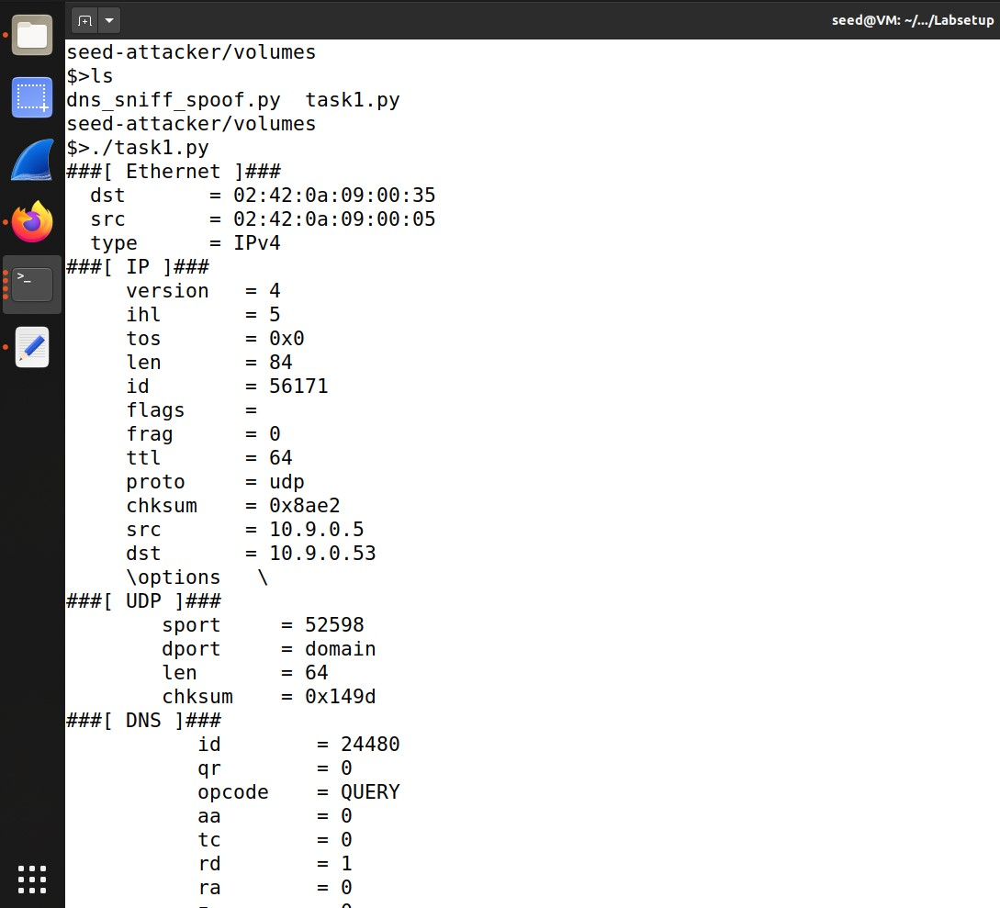 seed@VM: ~/.../Labsetup
seed-attacker/volumes
$>ls
dns_sniff_spoof.py  task1.py
seed-attacker/volumes
$>./task1.py
###[ Ethernet ]###
  dst       = 02:42:0a:09:00:35
  src       = 02:42:0a:09:00:05
  type      = IPv4
###[ IP ]###
     version   = 4
     ihl       = 5
     tos       = 0x0
     len       = 84
     id        = 56171
     flags     =
     frag      = 0
     ttl       = 64
     proto     = udp
     chksum    = 0x8ae2
     src       = 10.9.0.5
     dst       = 10.9.0.53
     \options   \
###[ UDP ]###
        sport     = 52598
        dport     = domain
        len       = 64
        chksum    = 0x149d
###[ DNS ]###
           id        = 24480
           qr        = 0
           opcode    = QUERY
           aa        = 0
           tc        = 0
           rd        = 1
           ra        = 0